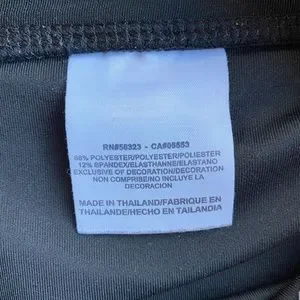 RN#56323 - CA#05553
88% POLYESTER/POLYESTER/POLIESTER
12% SPANDEX/ELASTHANNE/ELASTANO
EXCLUSIVE OF DECORATION/DECORATION
NON COMPRISE/NO INCLUYE LA
DECORACION
MADE IN THAILAND/FABRIQUE EN
THAILANDE/HECHO EN TAILANDIA